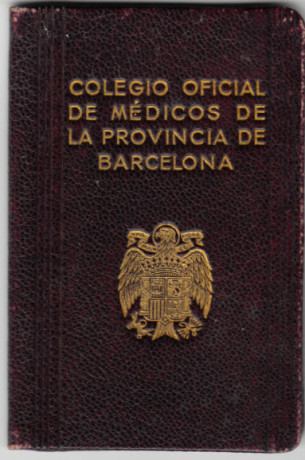 COLEGIO OFICIAL
DE MÉDICOS DE
LA PROVINCIA DE
BARCELONA